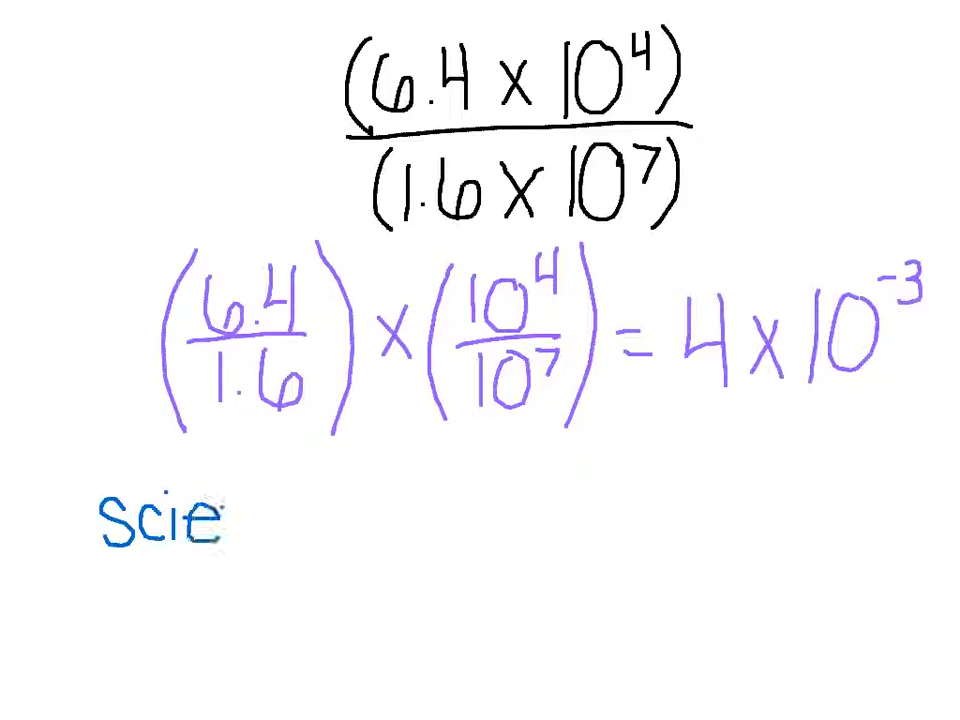 (6.4 x 10⁴)
(1.6 x 10⁷)
(6.4/1.6) x (10⁴/10⁷) = 4 x 10⁻³
Scie